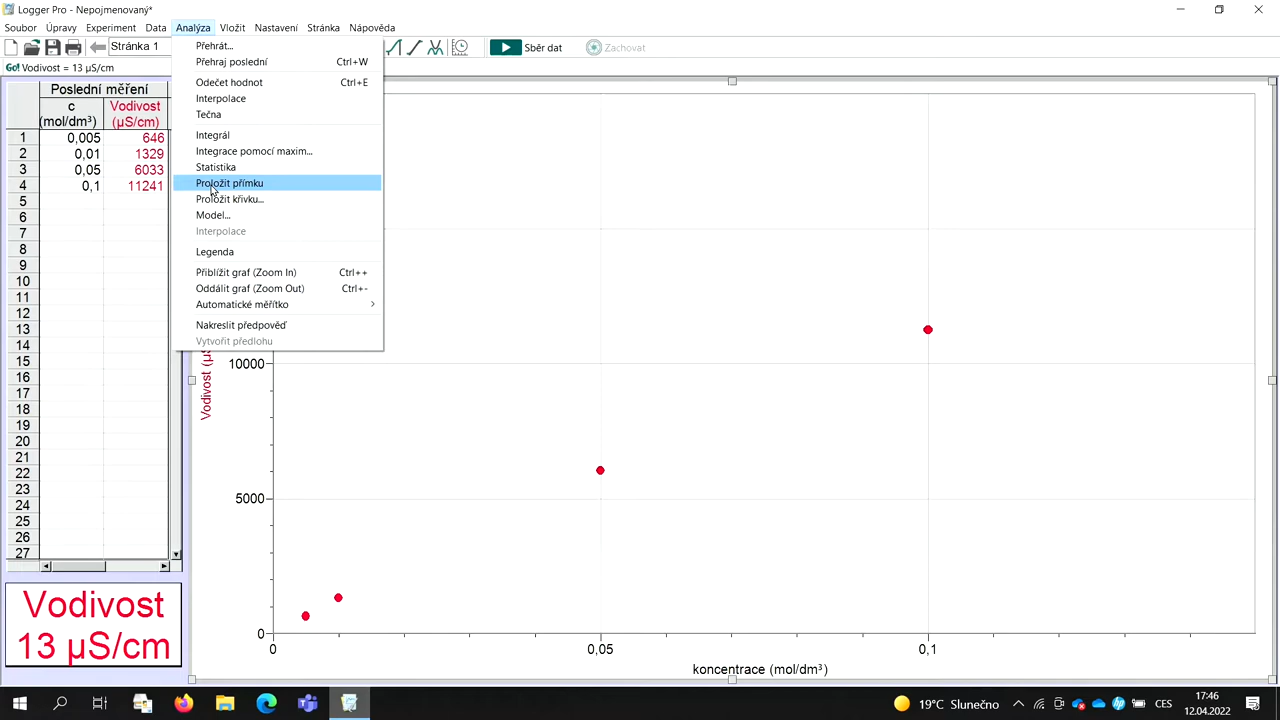 Logger Pro - Nepojmenovaný*
Soubor Úpravy Experiment Data Analýza Vložit Nastavení Stránka Nápověda
Stránka 1
Sběr dat
Zachovat
Go! Vodivost = 13 µS/cm
Poslední měření
c Vodivost
(mol/dm³) (µS/cm)
1 0,005 646
2 0,01 1329
3 0,05 6033
4 0,1 11241
5
6
7
8
9
10
11
12
13
14
15
16
17
18
19
20
21
22
23
24
25
26
27
Vodivost
13 µS/cm
Přehrát...
Přehraj poslední Ctrl+W
Odečet hodnot Ctrl+E
Interpolace
Tečna
Integrál
Integrace pomocí maxim...
Statistika
Proložit přímku
Proložit křivku...
Model...
Interpolace
Legenda
Přiblížit graf (Zoom In) Ctrl++
Oddálit graf (Zoom Out) Ctrl+-
Automatické měřítko
Nakreslit předpověď
Vytvořit předlohu
Vodivost (µS
10000
5000
0
0 0,05 0,1
koncentrace (mol/dm³)
19°C Slunečno
CES
17:46
12.04.2022